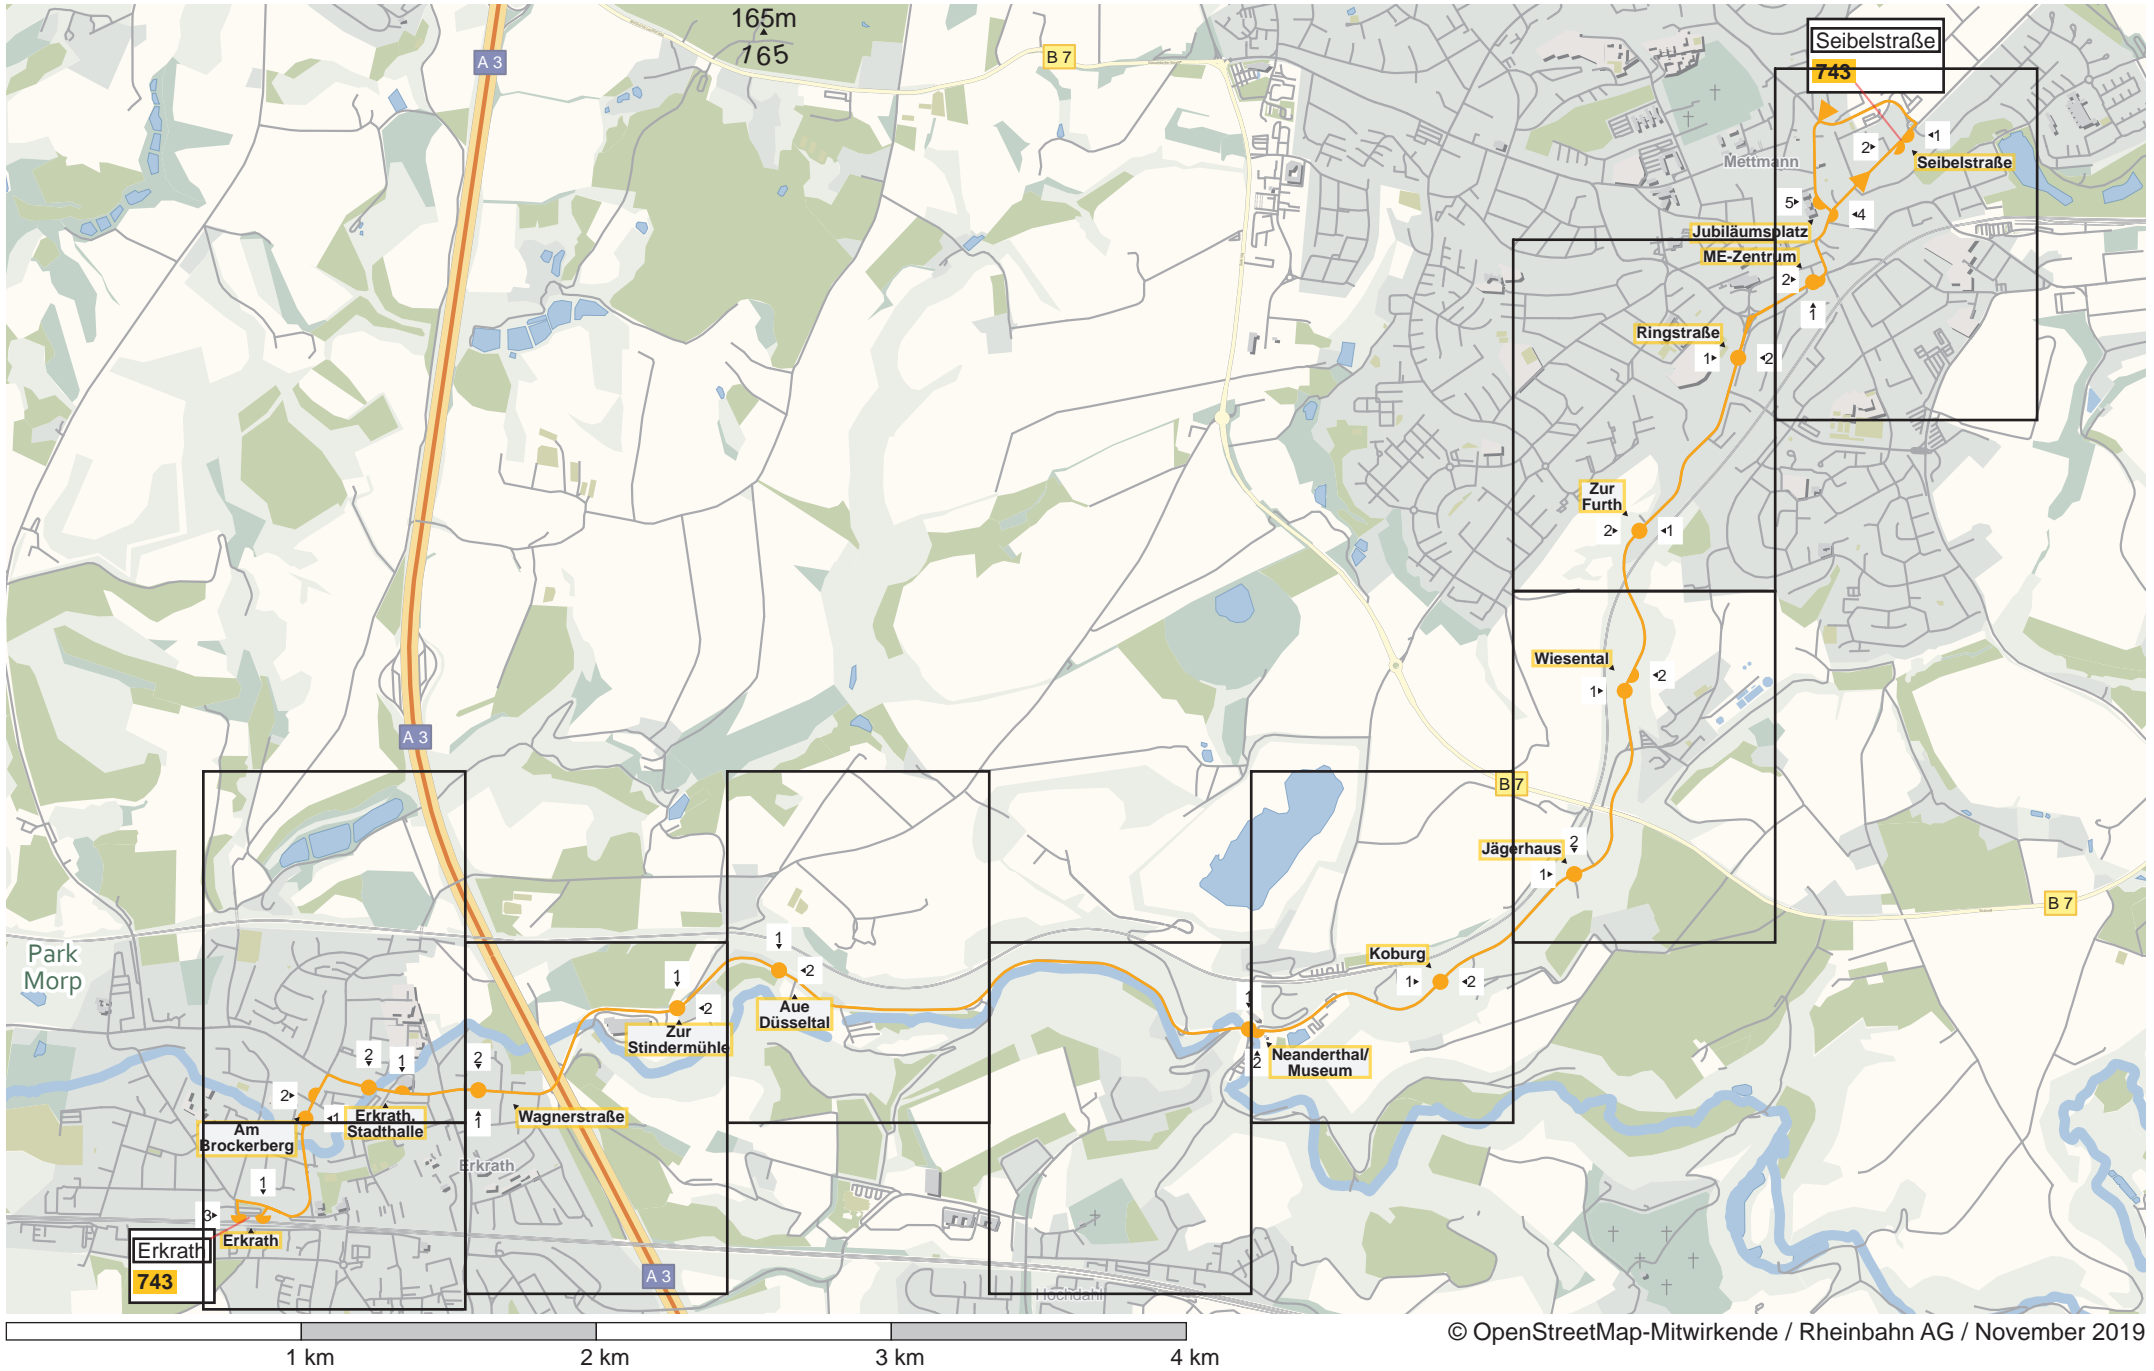 165m
165
A 3
B 7
Seibelstraße
743
1
2
Mettmann
Seibelstraße
5
4
Jubiläumsplatz
ME-Zentrum
2
1
Ringstraße
1
2
Zur
Furth
2
1
Wiesental
2
1
A 3
B 7
Jägerhaus
2
1
B 7
Park
Morp
Koburg
1
2
1
2
Aue
Düsseltal
1
2
Zur
Stindermühle
1
2
Neanderthal/
Museum
2
1
2
Wagnerstraße
1
2
1
Erkrath,
Stadthalle
Am
Brockerberg
Erkrath
1
3
Erkrath
Erkrath
743
A 3
Hochdahl
1 km
2 km
3 km
4 km
© OpenStreetMap-Mitwirkende / Rheinbahn AG / November 2019